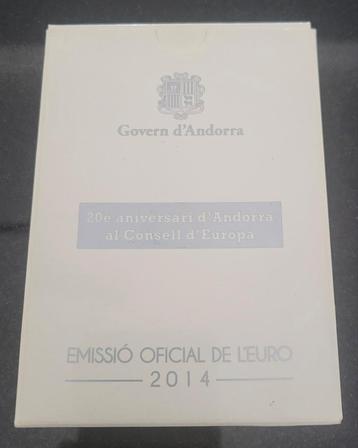 Govern d'Andorra
20è aniversari d'Andorra
al Consell d'Europa
EMISSIÓ OFICIAL DE L'EURO
2014